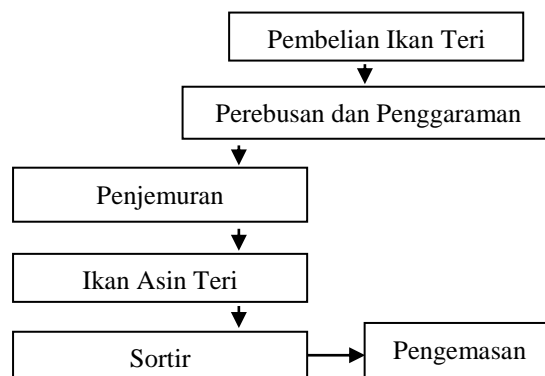 Pembelian Ikan Teri
Perebusan dan Penggaraman
Penjemuran
Ikan Asin Teri
Sortir
Pengemasan